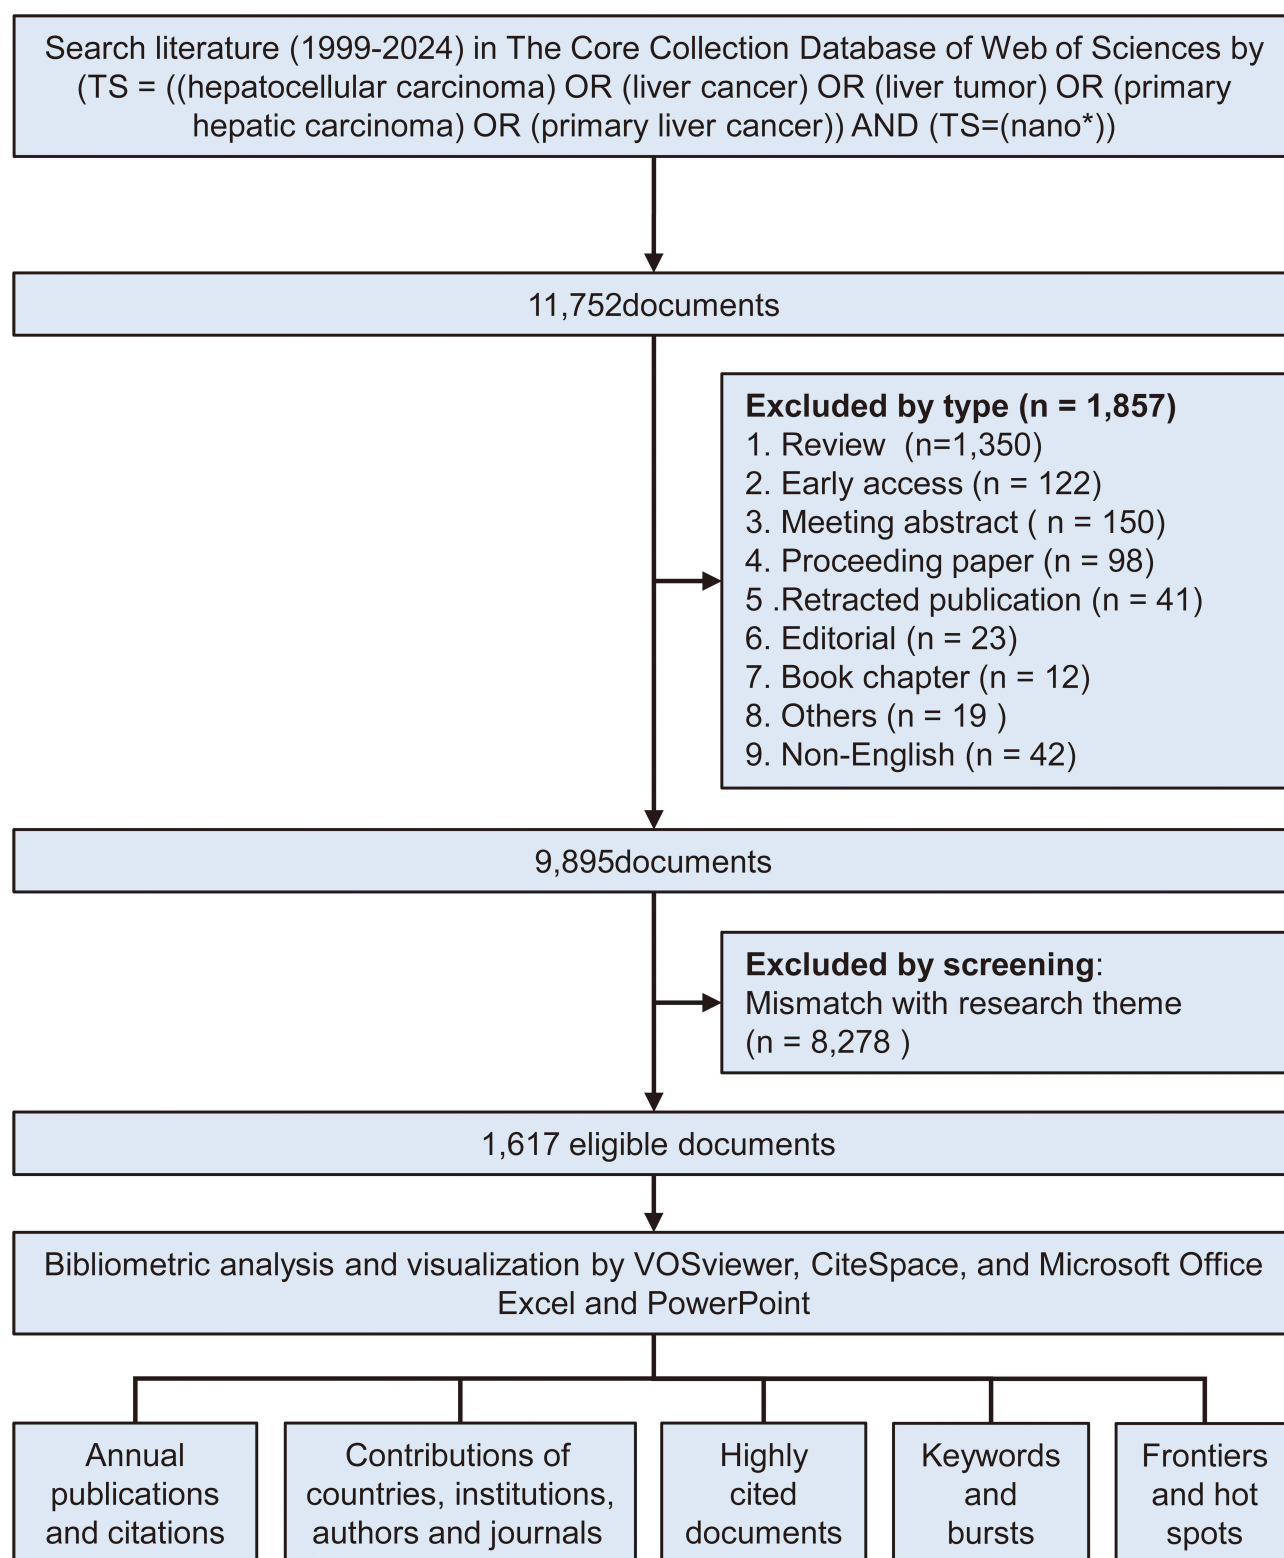 Search literature (1999-2024) in The Core Collection Database of Web of Sciences by
(TS = ((hepatocellular carcinoma) OR (liver cancer) OR (liver tumor) OR (primary
hepatic carcinoma) OR (primary liver cancer)) AND (TS=(nano*))
11,752documents
Excluded by type (n = 1,857)
1. Review  (n=1,350)
2. Early access (n = 122)
3. Meeting abstract ( n = 150)
4. Proceeding paper (n = 98)
5 .Retracted publication (n = 41)
6. Editorial (n = 23)
7. Book chapter (n = 12)
8. Others (n = 19 )
9. Non-English (n = 42)
9,895documents
Excluded by screening:
Mismatch with research theme
(n = 8,278 )
1,617 eligible documents
Bibliometric analysis and visualization by VOSviewer, CiteSpace, and Microsoft Office
Excel and PowerPoint
Annual
publications
and citations
Contributions of
countries, institutions,
authors and journals
Highly
cited
documents
Keywords
and
bursts
Frontiers
and hot
spots